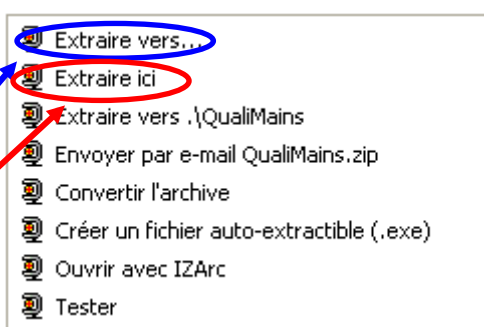 Extraire vers...
Extraire ici
Extraire vers .\QualiMains
Envoyer par e-mail QualiMains.zip
Convertir l'archive
Créer un fichier auto-extractible (.exe)
Ouvrir avec IZArc
Tester